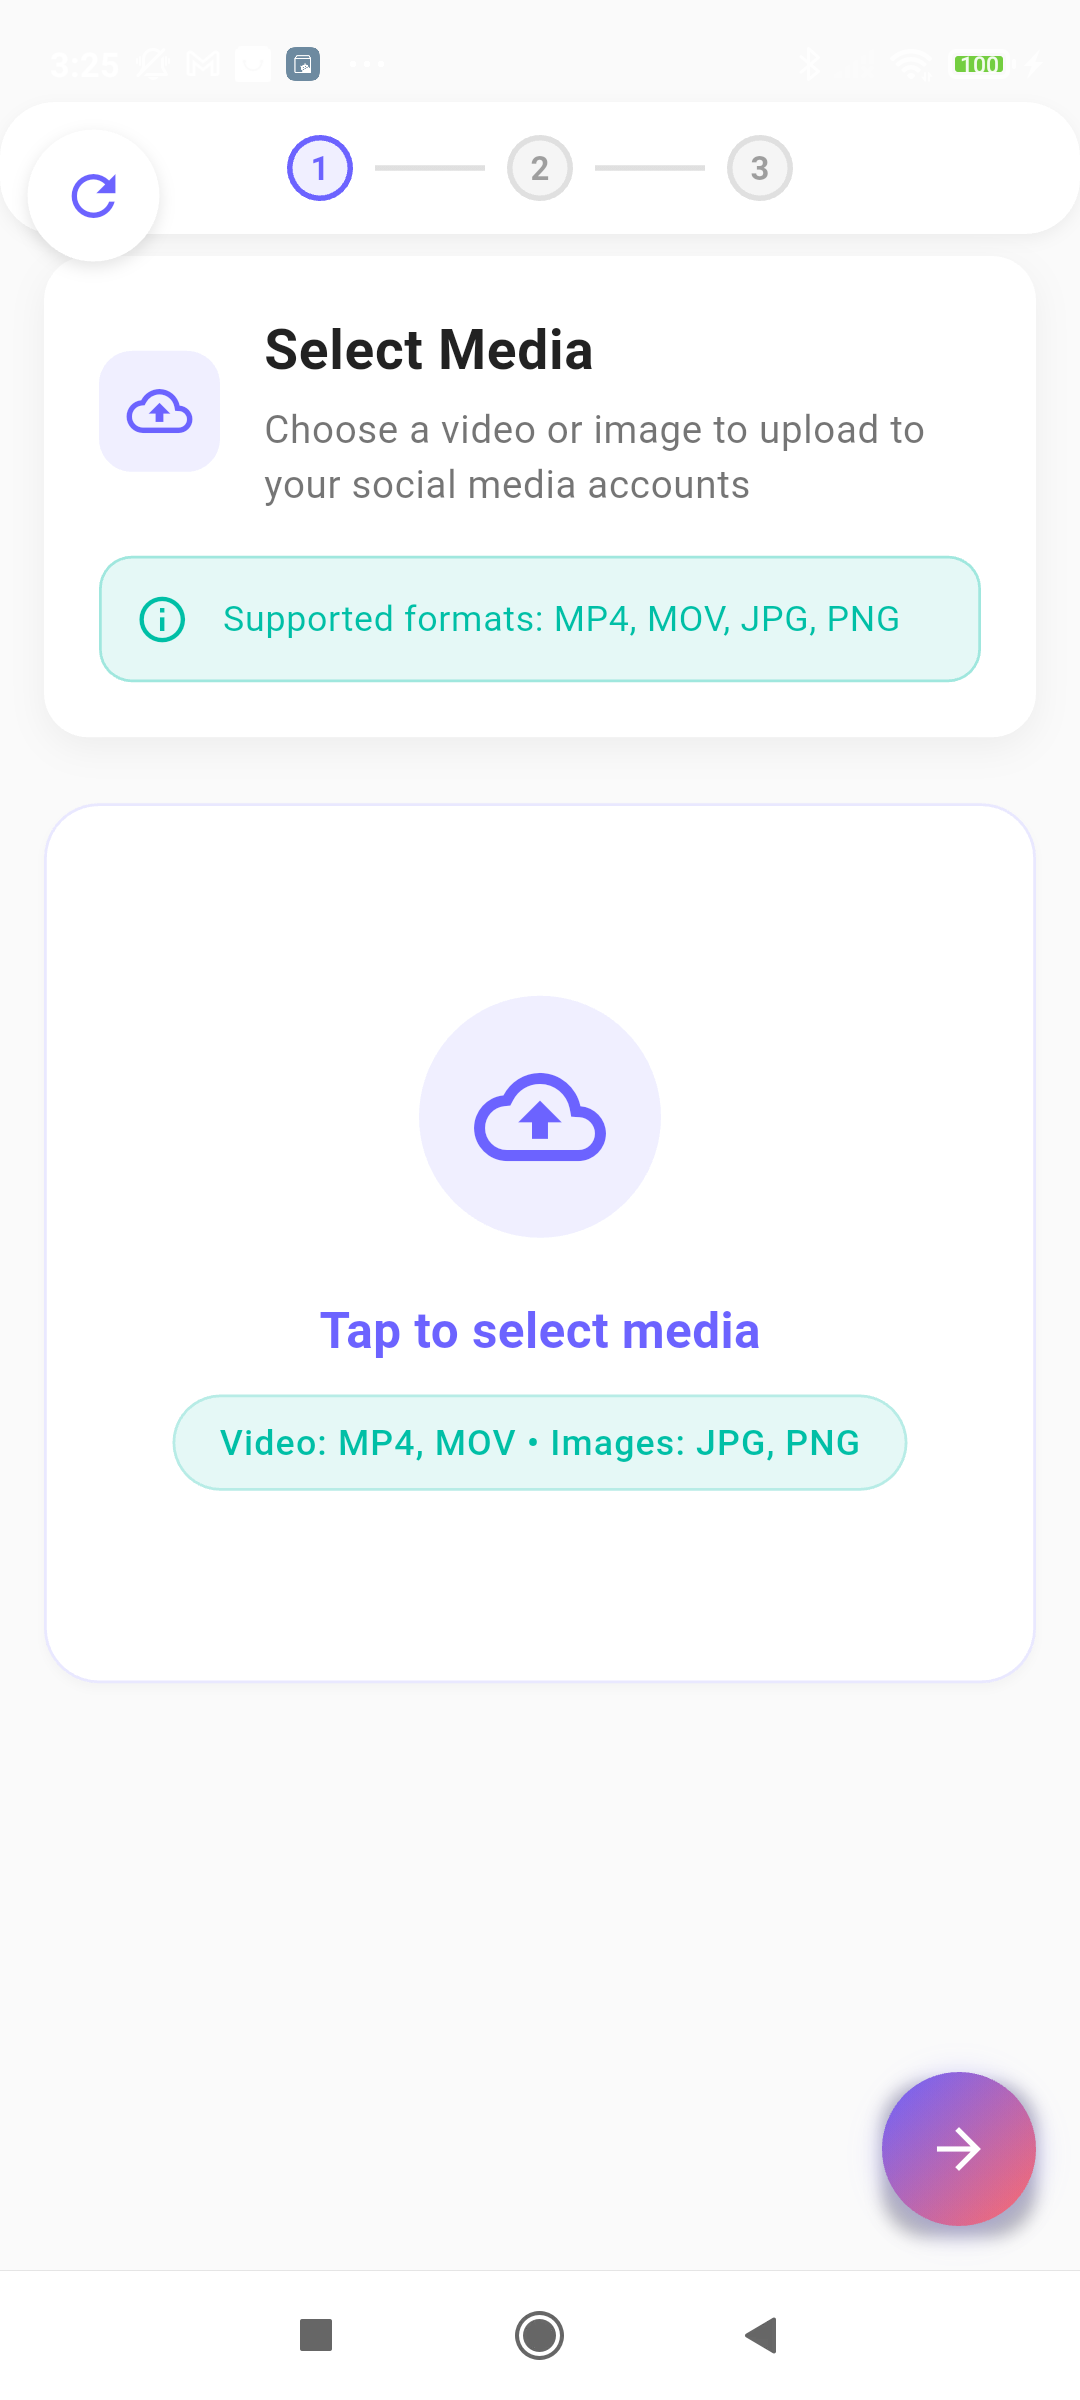 3:25
100
1 2 3
Select Media
Choose a video or image to upload to
your social media accounts
Supported formats: MP4, MOV, JPG, PNG
Tap to select media
Video: MP4, MOV • Images: JPG, PNG